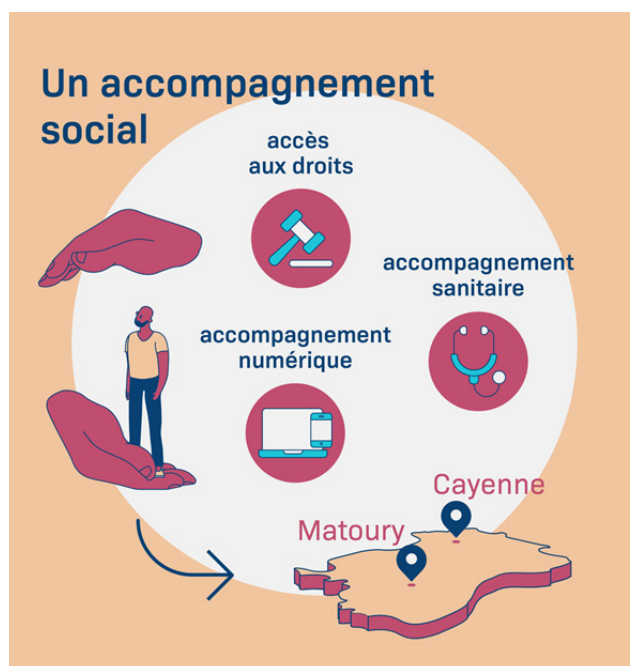 Un accompagnement
social
accès
aux droits
accompagnement
sanitaire
accompagnement
numérique
Cayenne
Matoury